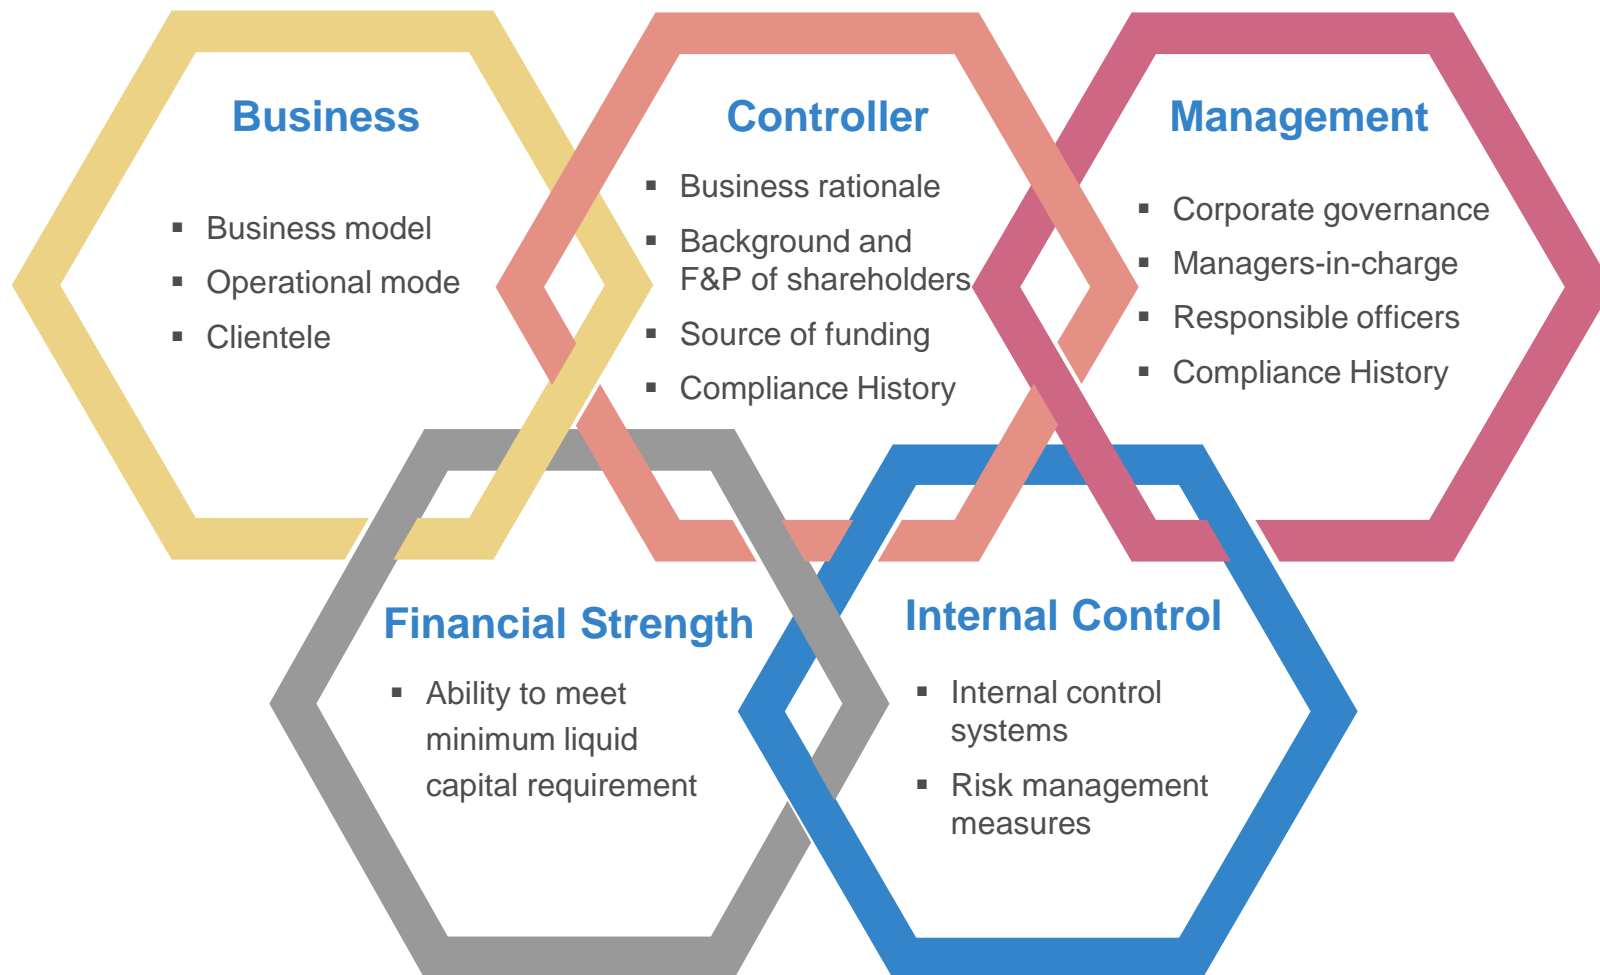 Business
▪ Business model
▪ Operational mode
▪ Clientele
Controller
▪ Business rationale
▪ Background and
F&P of shareholders
▪ Source of funding
▪ Compliance History
Management
▪ Corporate governance
▪ Managers-in-charge
▪ Responsible officers
▪ Compliance History
Financial Strength
▪ Ability to meet
minimum liquid
capital requirement
Internal Control
▪ Internal control
systems
▪ Risk management
measures